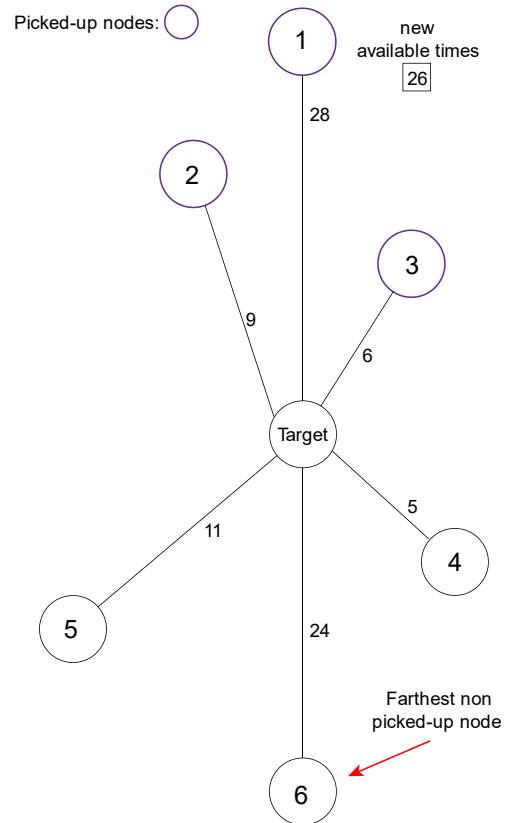 Picked-up nodes:
1
new
available times
26
28
2
3
9
6
Target
5
11
4
5
24
Farthest non
picked-up node
6